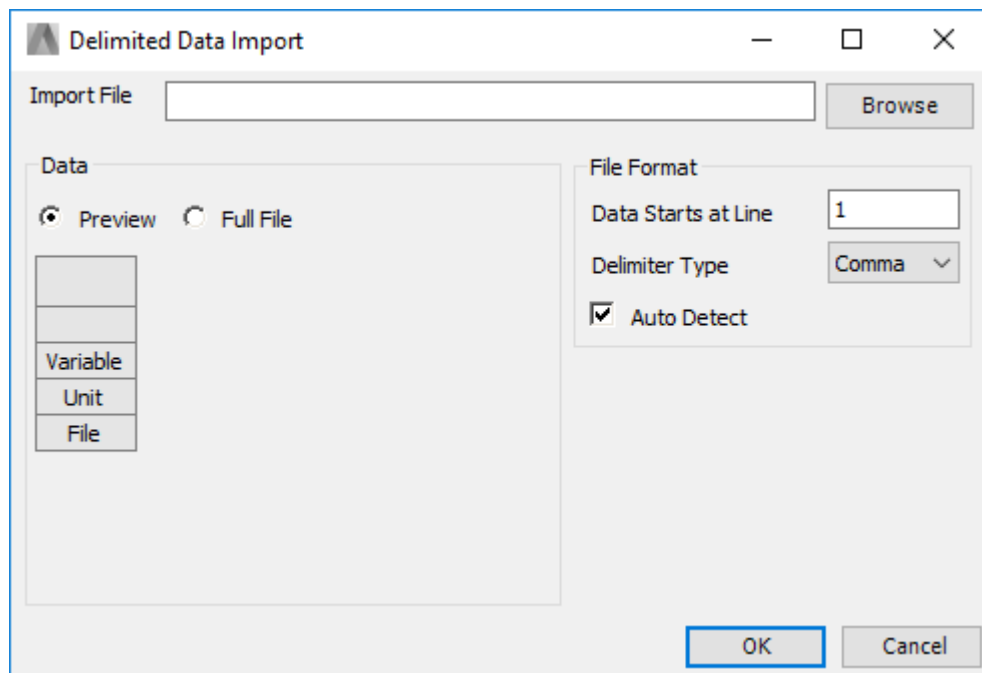 Delimited Data Import
Import File
Browse
Data
Preview Full File
Variable
Unit
File
File Format
Data Starts at Line 1
Delimiter Type Comma
Auto Detect
OK Cancel